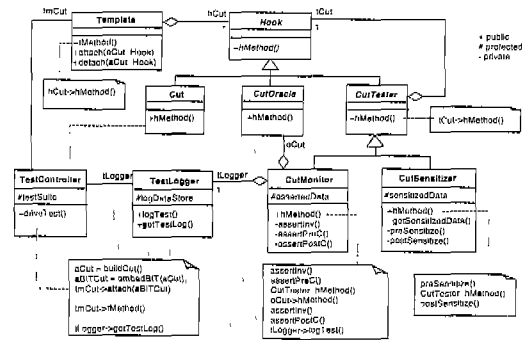 tmCut
Template
tMethod()
attach(aCut Hook)
detach(aCut Hook)
hCut
Hook
hMethod()
tCut
1
+ public
# protected
- private
hCut->hMethod()
Cut
+hMethod()
CutOracle
+hMethod()
CutTester
hMethod()
tCut->hMethod()
oCut
TestController
#testSuite
driveTest()
tLogger
TestLogger
#logDataStore
+logTest()
+getTestLog()
tLogger
1
CutMonitor
#assertedData
+hMethod()
-assertInv()
-assertPreC()
assertPostC()
CutSensitizer
#sensitizedData
+hMethod()
getSensitizedData()
-preSensitize()
-postSensitize()
aCut = buildCut()
aBITCut = embedBIT(aCut),
tmCut->attach(aBITCut)
tmCut->tMethod()
tLogger->getTestLog()
assertInv()
assertPreC()
CutTester hMethod()
oCut->hMethod()
assertInv()
assertPostC()
tLogger->logTest()
preSensitize()
CutTester hMethod()
postSensitize()